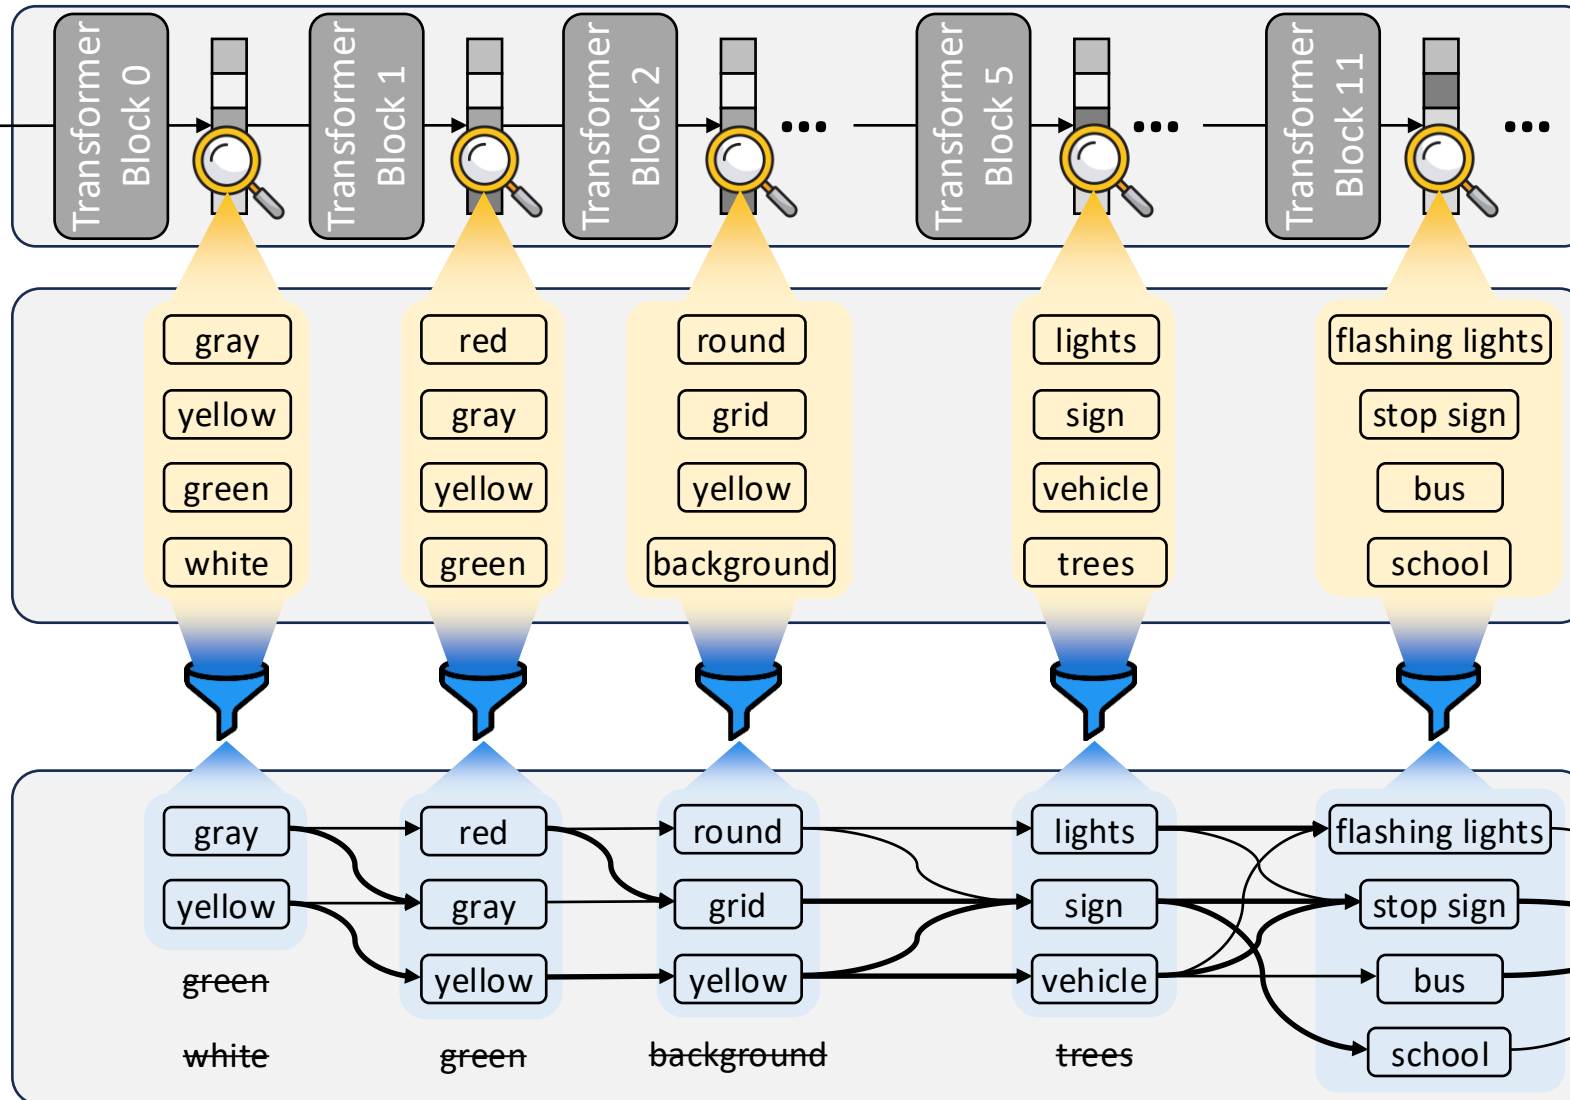 Transformer
Block 0
Transformer
Block 1
Transformer
Block 2
...
Transformer
Block 5
...
Transformer
Block 11
...
gray
red
round
lights
flashing lights
yellow
gray
grid
sign
stop sign
green
yellow
yellow
vehicle
bus
white
green
background
trees
school
gray
red
round
lights
flashing lights
yellow
gray
grid
sign
stop sign
green
yellow
yellow
vehicle
bus
white
green
background
trees
school